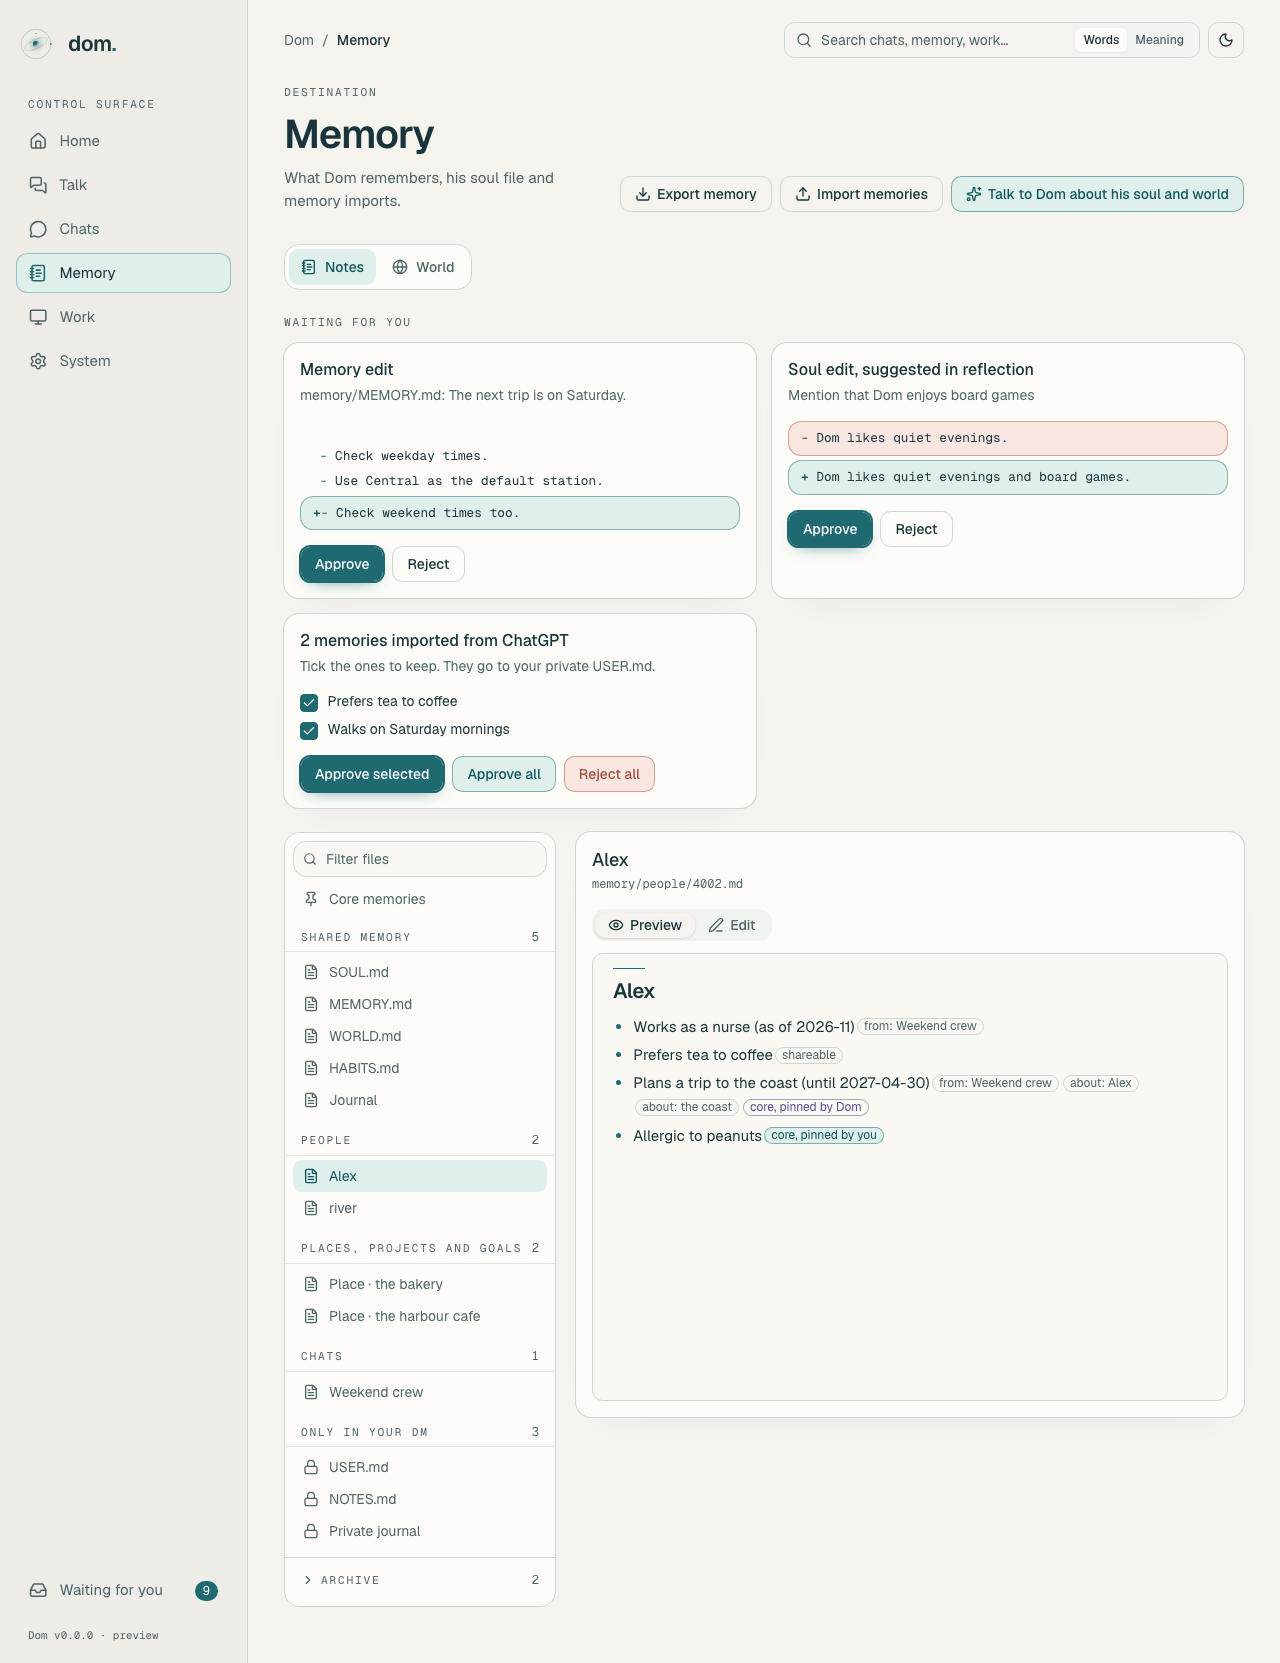 dom.
CONTROL SURFACE
Home
Talk
Chats
Memory
Work
System
Waiting for you 9
Dom v0.0.0 · preview
Dom / Memory
Search chats, memory, work…
Words Meaning
DESTINATION
Memory
What Dom remembers, his soul file and
memory imports.
Export memory
Import memories
Talk to Dom about his soul and world
Notes
World
WAITING FOR YOU
Memory edit
memory/MEMORY.md: The next trip is on Saturday.
- Check weekday times.
- Use Central as the default station.
+- Check weekend times too.
Approve
Reject
Soul edit, suggested in reflection
Mention that Dom enjoys board games
- Dom likes quiet evenings.
+ Dom likes quiet evenings and board games.
Approve
Reject
2 memories imported from ChatGPT
Tick the ones to keep. They go to your private USER.md.
Prefers tea to coffee
Walks on Saturday mornings
Approve selected
Approve all
Reject all
Filter files
Core memories
SHARED MEMORY 5
SOUL.md
MEMORY.md
WORLD.md
HABITS.md
Journal
PEOPLE 2
Alex
river
PLACES, PROJECTS AND GOALS 2
Place · the bakery
Place · the harbour cafe
CHATS 1
Weekend crew
ONLY IN YOUR DM 3
USER.md
NOTES.md
Private journal
ARCHIVE 2
Alex
memory/people/4002.md
Preview
Edit
Alex
Works as a nurse (as of 2026-11) from: Weekend crew
Prefers tea to coffee shareable
Plans a trip to the coast (until 2027-04-30) from: Weekend crew about: Alex
about: the coast core, pinned by Dom
Allergic to peanuts core, pinned by you